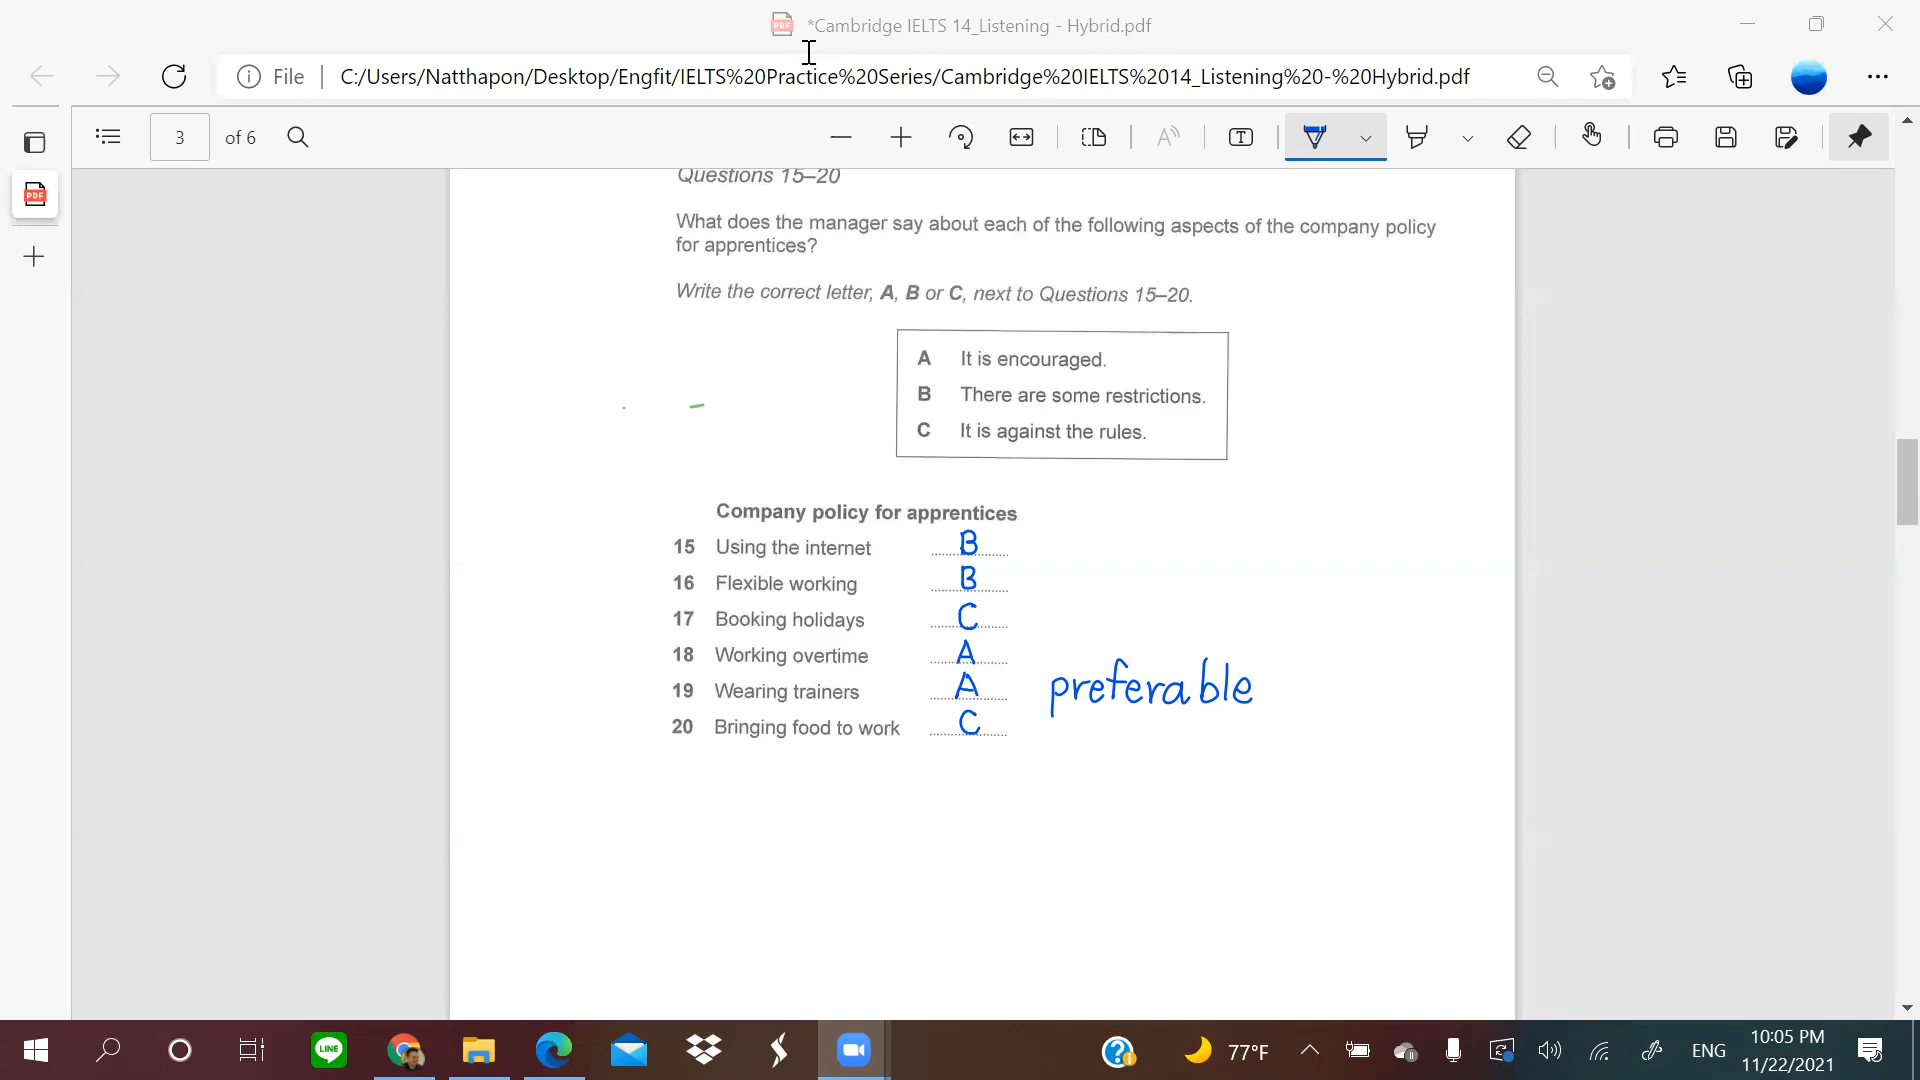 *Cambridge IELTS 14_Listening - Hybrid.pdf
File C:/Users/Natthapon/Desktop/Engfit/IELTS%20Practice%20Series/Cambridge%20IELTS%2014_Listening%20-%20Hybrid.pdf
3 of 6
Questions 15–20
What does the manager say about each of the following aspects of the company policy
for apprentices?
Write the correct letter, A, B or C, next to Questions 15–20.
A It is encouraged.
B There are some restrictions.
C It is against the rules.
Company policy for apprentices
15 Using the internet B
16 Flexible working B
17 Booking holidays C
18 Working overtime A
19 Wearing trainers A preferable
20 Bringing food to work C
LINE
77°F ENG 10:05 PM
11/22/2021